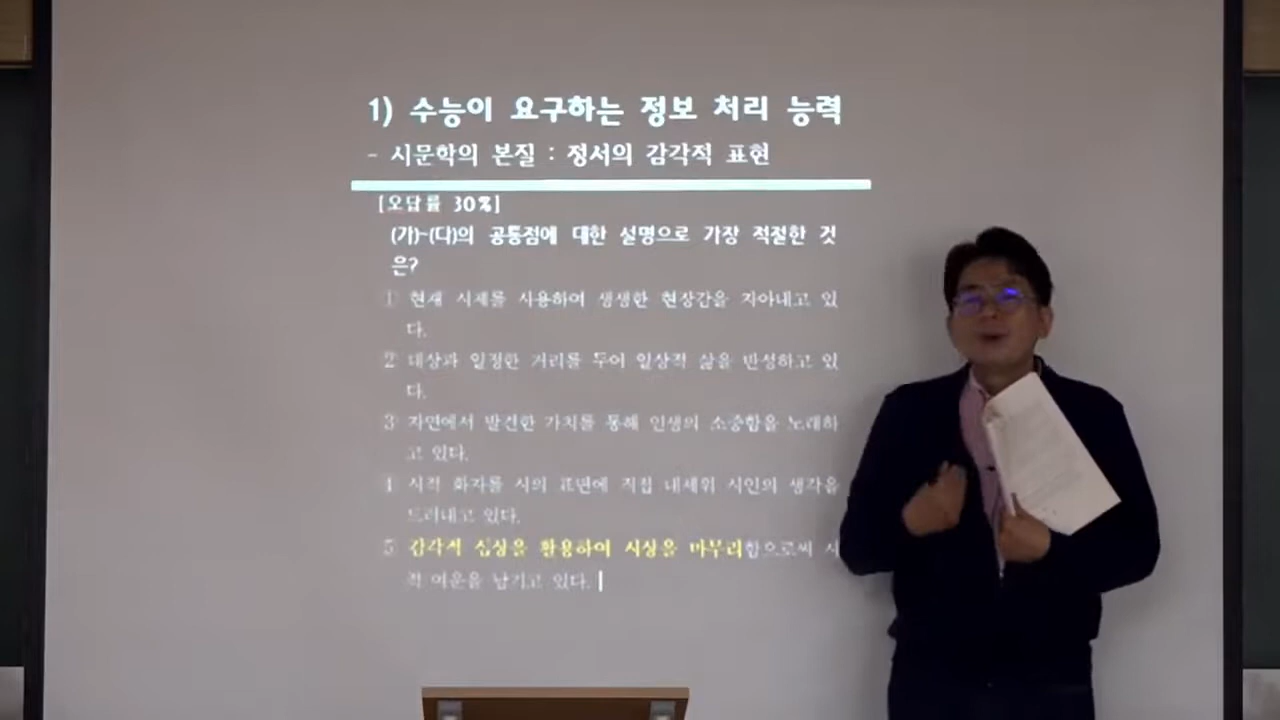 1) 수능이 요구하는 정보 처리 능력
- 시문학의 본질 : 정서의 감각적 표현
[오답률 30%]
(가)~(다)의 공통점에 대한 설명으로 가장 적절한 것
은?
① 현재 시제를 사용하여 생생한 현장감을 자아내고 있
다.
② 대상과 일정한 거리를 두어 일상적 삶을 반성하고 있
다.
③ 자연에서 발견한 가치를 통해 인생의 소중함을 노래하
고 있다.
④ 시적 화자를 시의 표면에 직접 내세워 시인의 생각을
드러내고 있다.
⑤ 감각적 심상을 활용하여 시상을 마무리함으로써 시
적 여운을 남기고 있다.